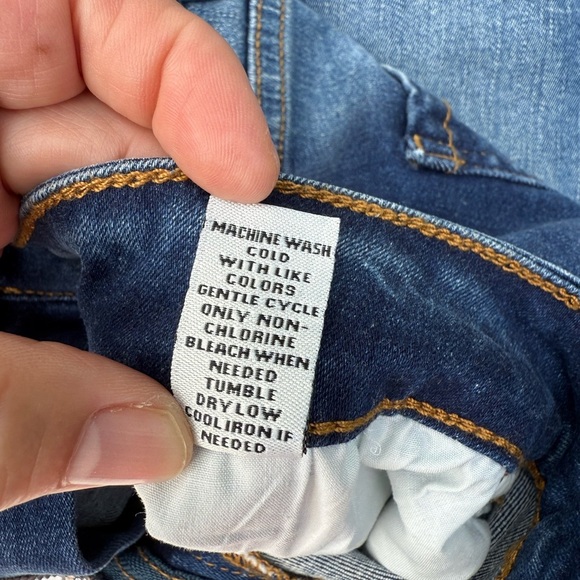 MACHINE WASH
COLD
WITH LIKE
COLORS
GENTLE CYCLE
ONLY NON-
CHLORINE
BLEACH WHEN
NEEDED
TUMBLE
DRY LOW
COOL IRON IF
NEEDED